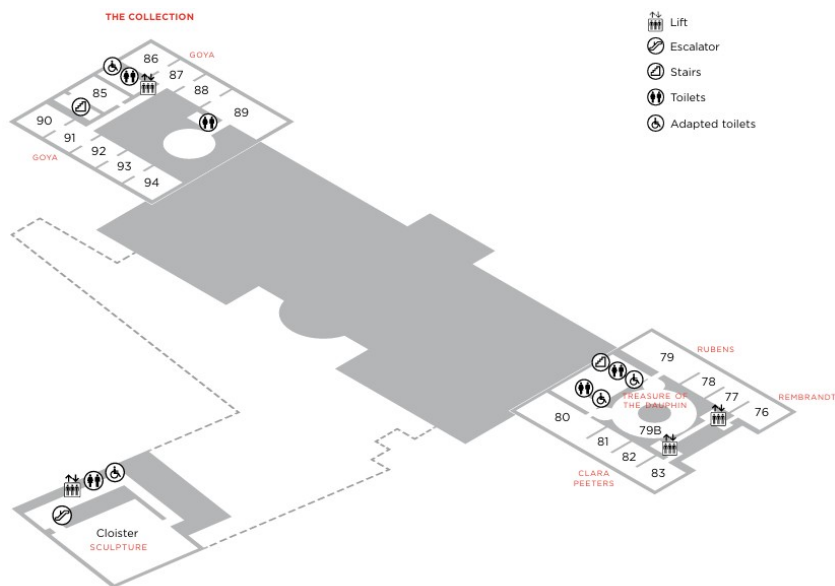 THE COLLECTION
Lift
Escalator
Stairs
Toilets
Adapted toilets
86
GOYA
87
88
85
89
90
91
92
GOYA
93
94
79
RUBENS
78
77
REMBRANDT
76
TREASURE OF
THE DAUPHIN
80
79B
81
82
83
CLARA
PEETERS
Cloister
SCULPTURE